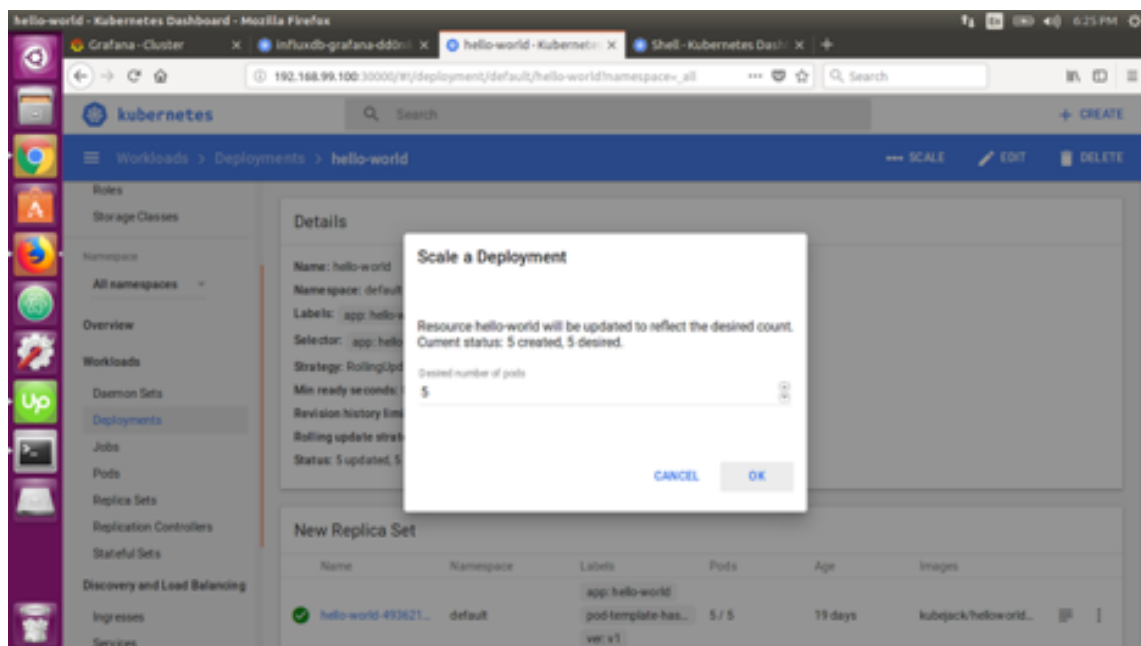 hello-world - Kubernetes Dashboard - Mozilla Firefox
En 6:25 PM
Grafana - Cluster × influxdb-grafana- × hello-world - Kubernete × Shell - Kubernetes Dash × +
192.168.99.100:30000/#!/deployment/default/hello-world?namespace=_all ... Search
kubernetes Search + CREATE
Workloads > Deployments > hello-world SCALE EDIT DELETE
Roles
Storage Classes
Namespace
All namespaces
Overview
Workloads
Daemon Sets
Deployments
Jobs
Pods
Replica Sets
Replication Controllers
Stateful Sets
Discovery and Load Balancing
Ingresses
Services
Details
Name: hello-world
Namespace: default
Labels: app: hello-w
Selector: app: hello
Strategy: RollingUpd
Min ready seconds:
Revision history limi
Rolling update strat
Status: 5 updated, 5
Scale a Deployment
Resource hello-world will be updated to reflect the desired count.
Current status: 5 created, 5 desired.
Desired number of pods
5
CANCEL OK
New Replica Set
Name Namespace Labels Pods Age Images
app: hello-world
hello-world-493621... default pod-template-has... 5 / 5 19 days kubejack/helloworld...
ver: v1
Up